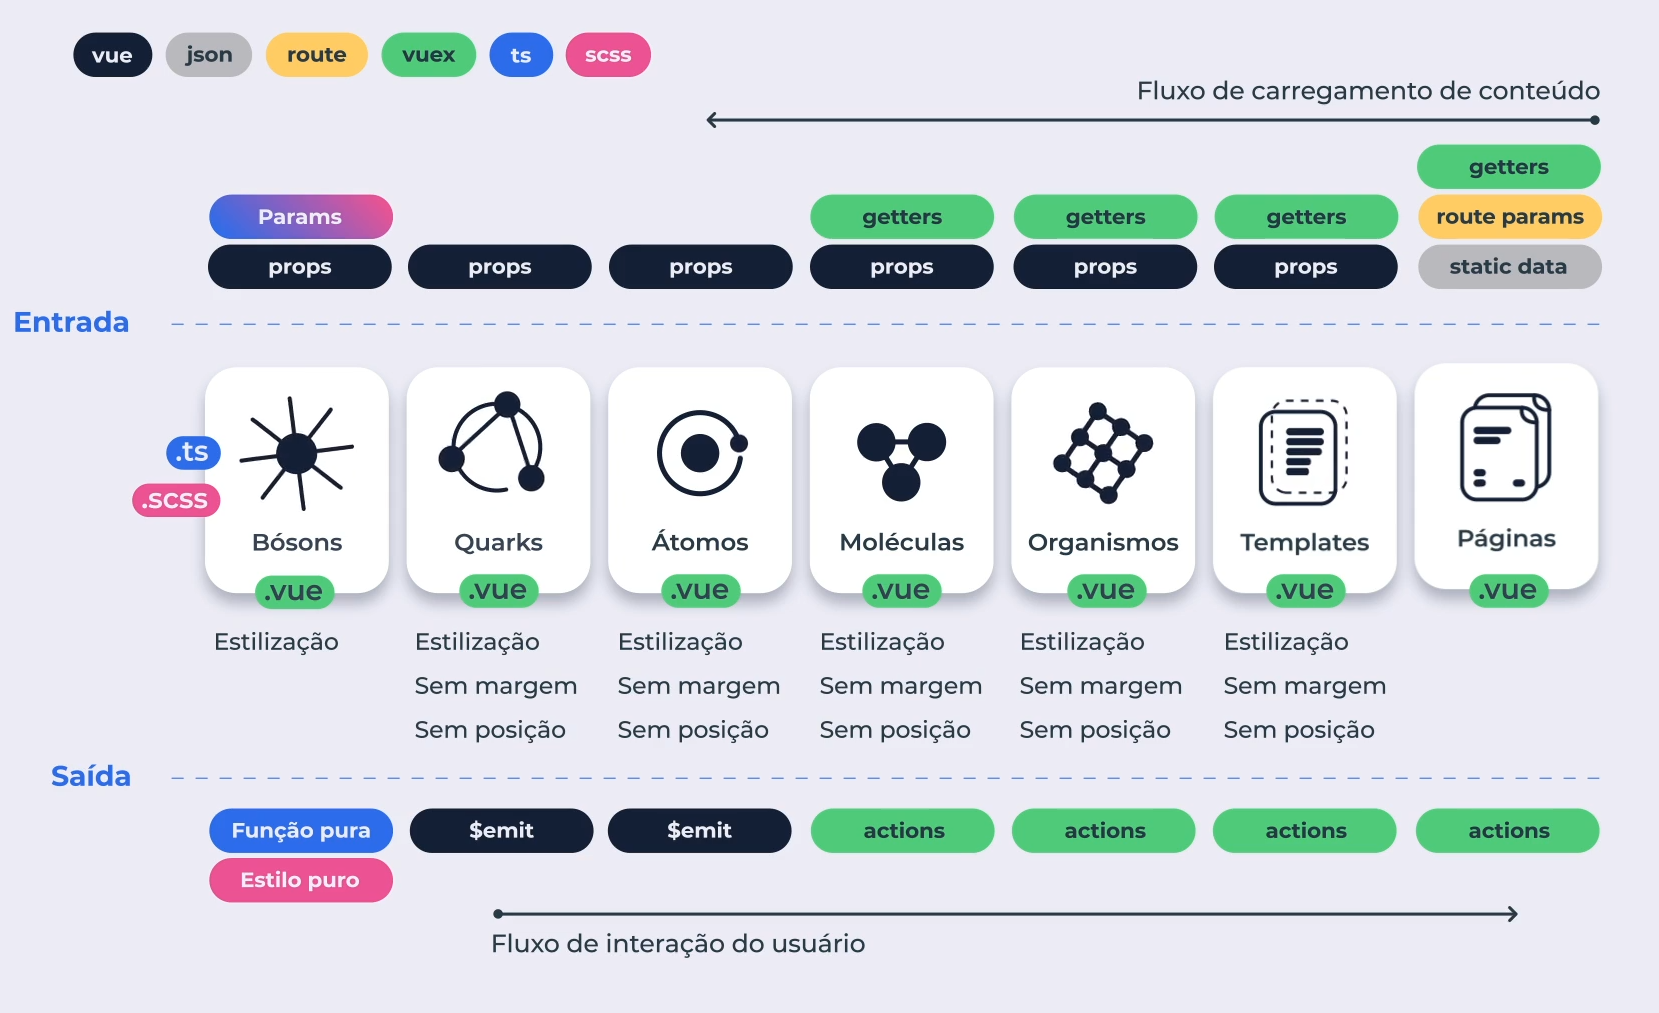 vue json route vuex ts scss
Fluxo de carregamento de conteúdo
getters
Params getters getters getters route params
props props props props props props static data
Entrada
.ts
.scss
Bósons Quarks Átomos Moléculas Organismos Templates Páginas
.vue .vue .vue .vue .vue .vue .vue
Estilização Estilização Estilização Estilização Estilização Estilização
Sem margem Sem margem Sem margem Sem margem Sem margem
Sem posição Sem posição Sem posição Sem posição Sem posição
Saída
Função pura $emit $emit actions actions actions actions
Estilo puro
Fluxo de interação do usuário